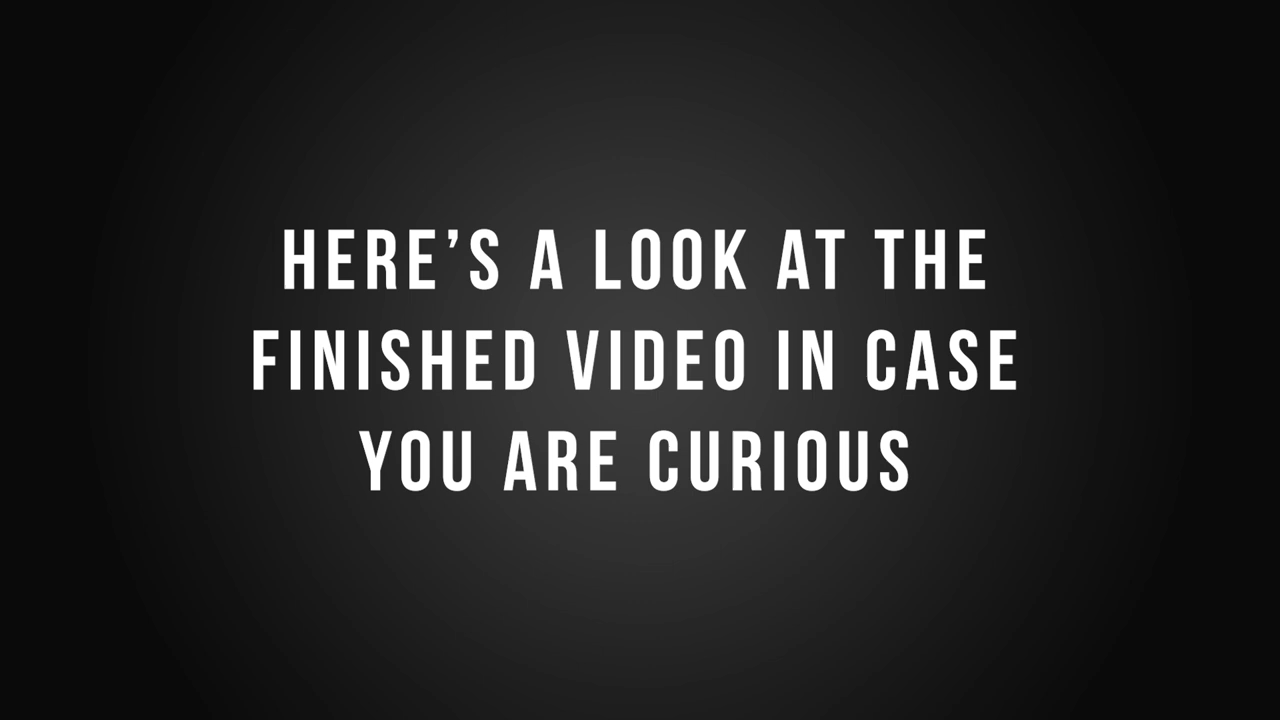 HERE’S A LOOK AT THE
FINISHED VIDEO IN CASE
YOU ARE CURIOUS